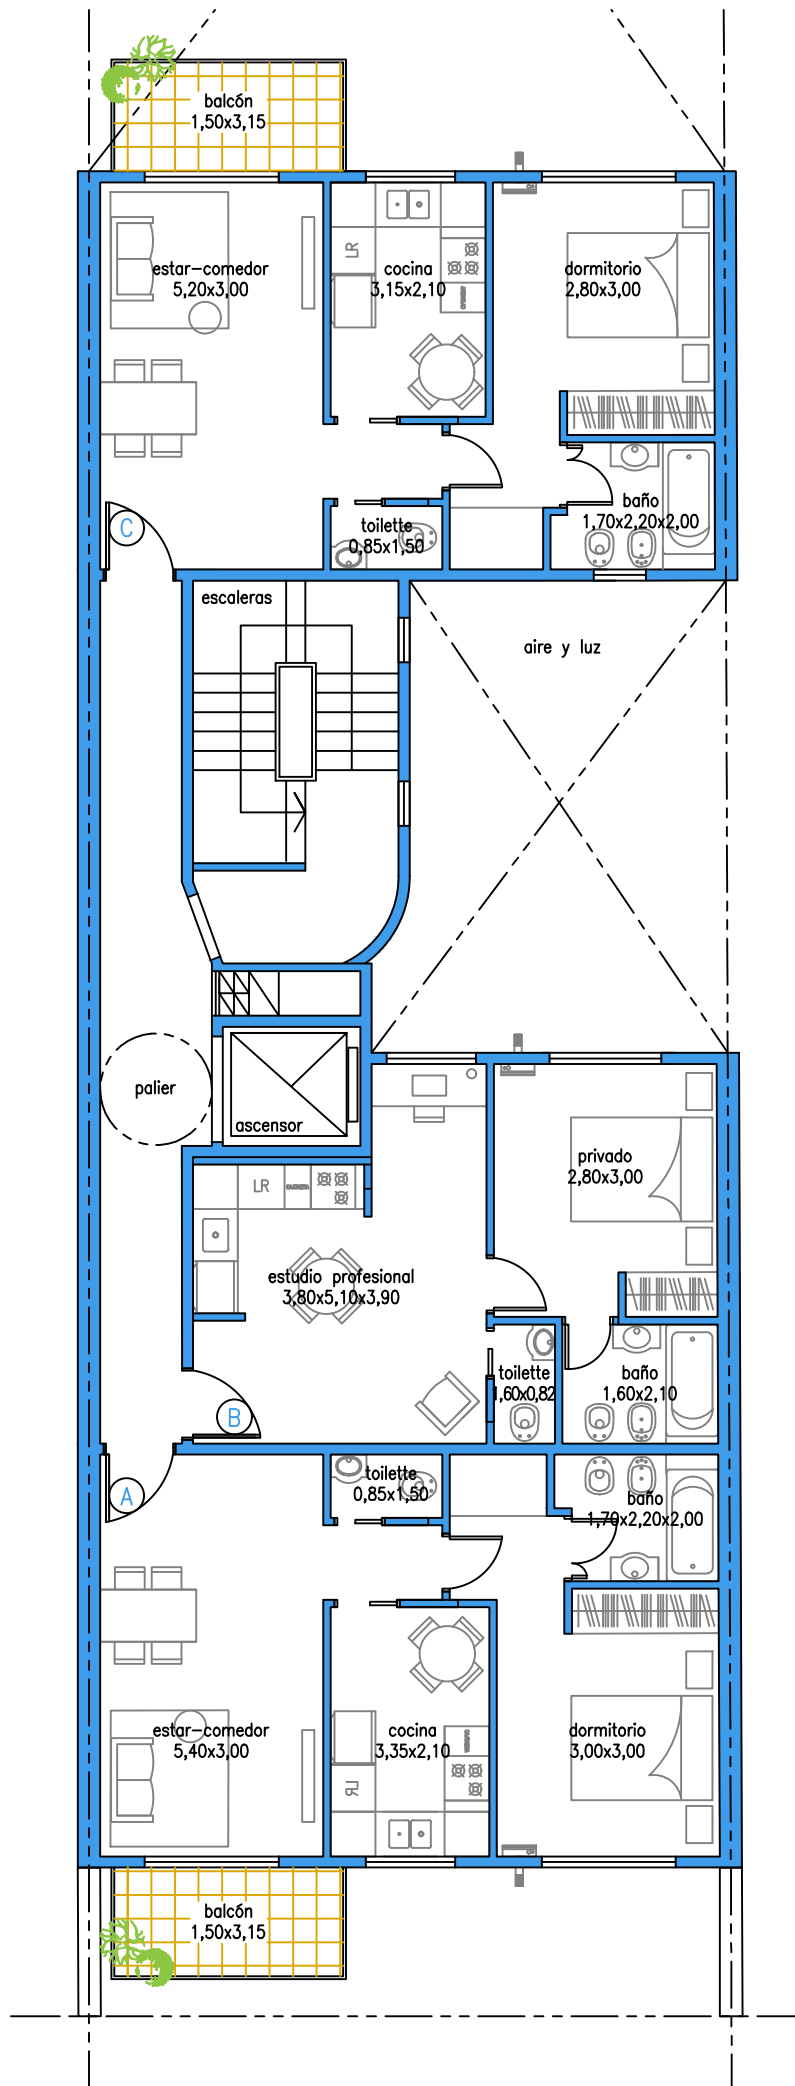 balcón
1,50x3,15
estar-comedor
5,20x3,00
LR
cocina
3,15x2,10
dormitorio
2,80x3,00
C
toilette
0,85x1,50
baño
1,70x2,20x2,00
escaleras
aire y luz
palier
ascensor
privado
2,80x3,00
LR
estudio profesional
3,80x5,10x3,90
toilette
1,60x0,82
baño
1,60x2,10
B
A
toilette
0,85x1,50
baño
1,70x2,20x2,00
estar-comedor
5,40x3,00
cocina
3,35x2,10
dormitorio
3,00x3,00
LR
balcón
1,50x3,15